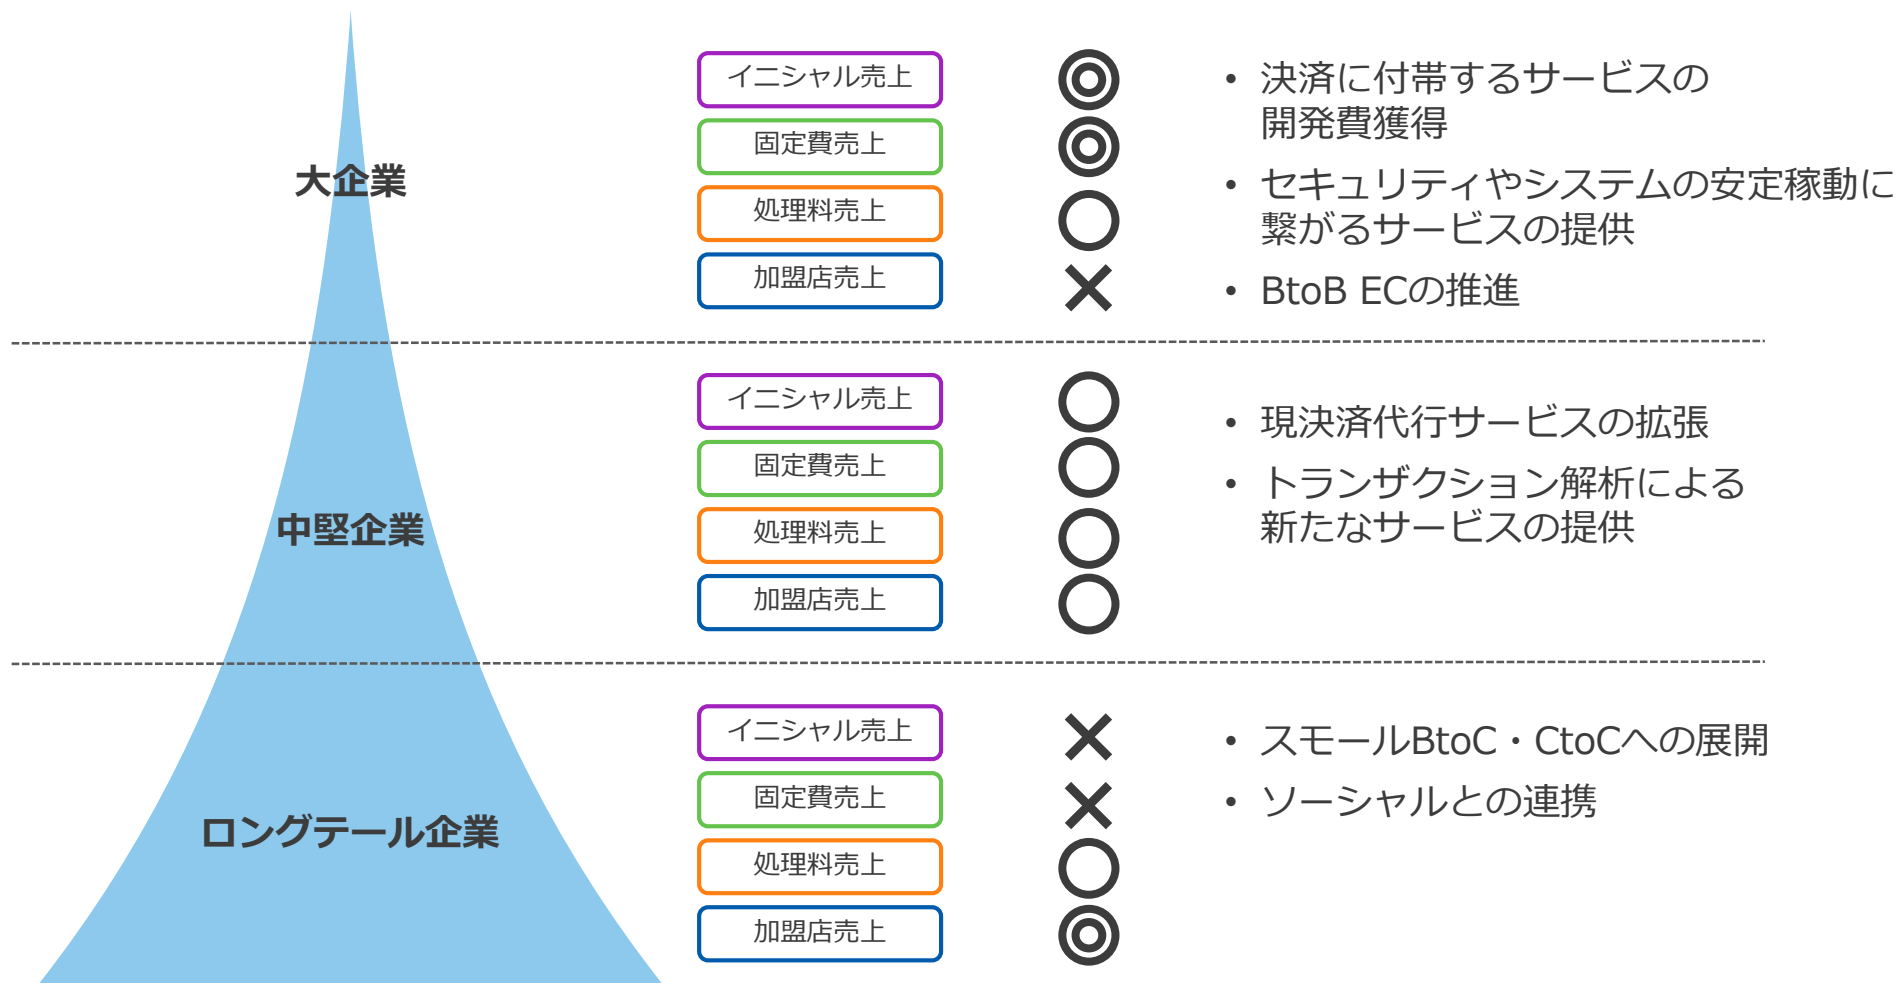 大企業
イニシャル売上 ◎
固定費売上 ◎
処理料売上 ○
加盟店売上 ×
• 決済に付帯するサービスの
開発費獲得
• セキュリティやシステムの安定稼動に
繋がるサービスの提供
• BtoB ECの推進
中堅企業
イニシャル売上 ○
固定費売上 ○
処理料売上 ○
加盟店売上 ○
• 現決済代行サービスの拡張
• トランザクション解析による
新たなサービスの提供
ロングテール企業
イニシャル売上 ×
固定費売上 ×
処理料売上 ○
加盟店売上 ◎
• スモールBtoC・CtoCへの展開
• ソーシャルとの連携